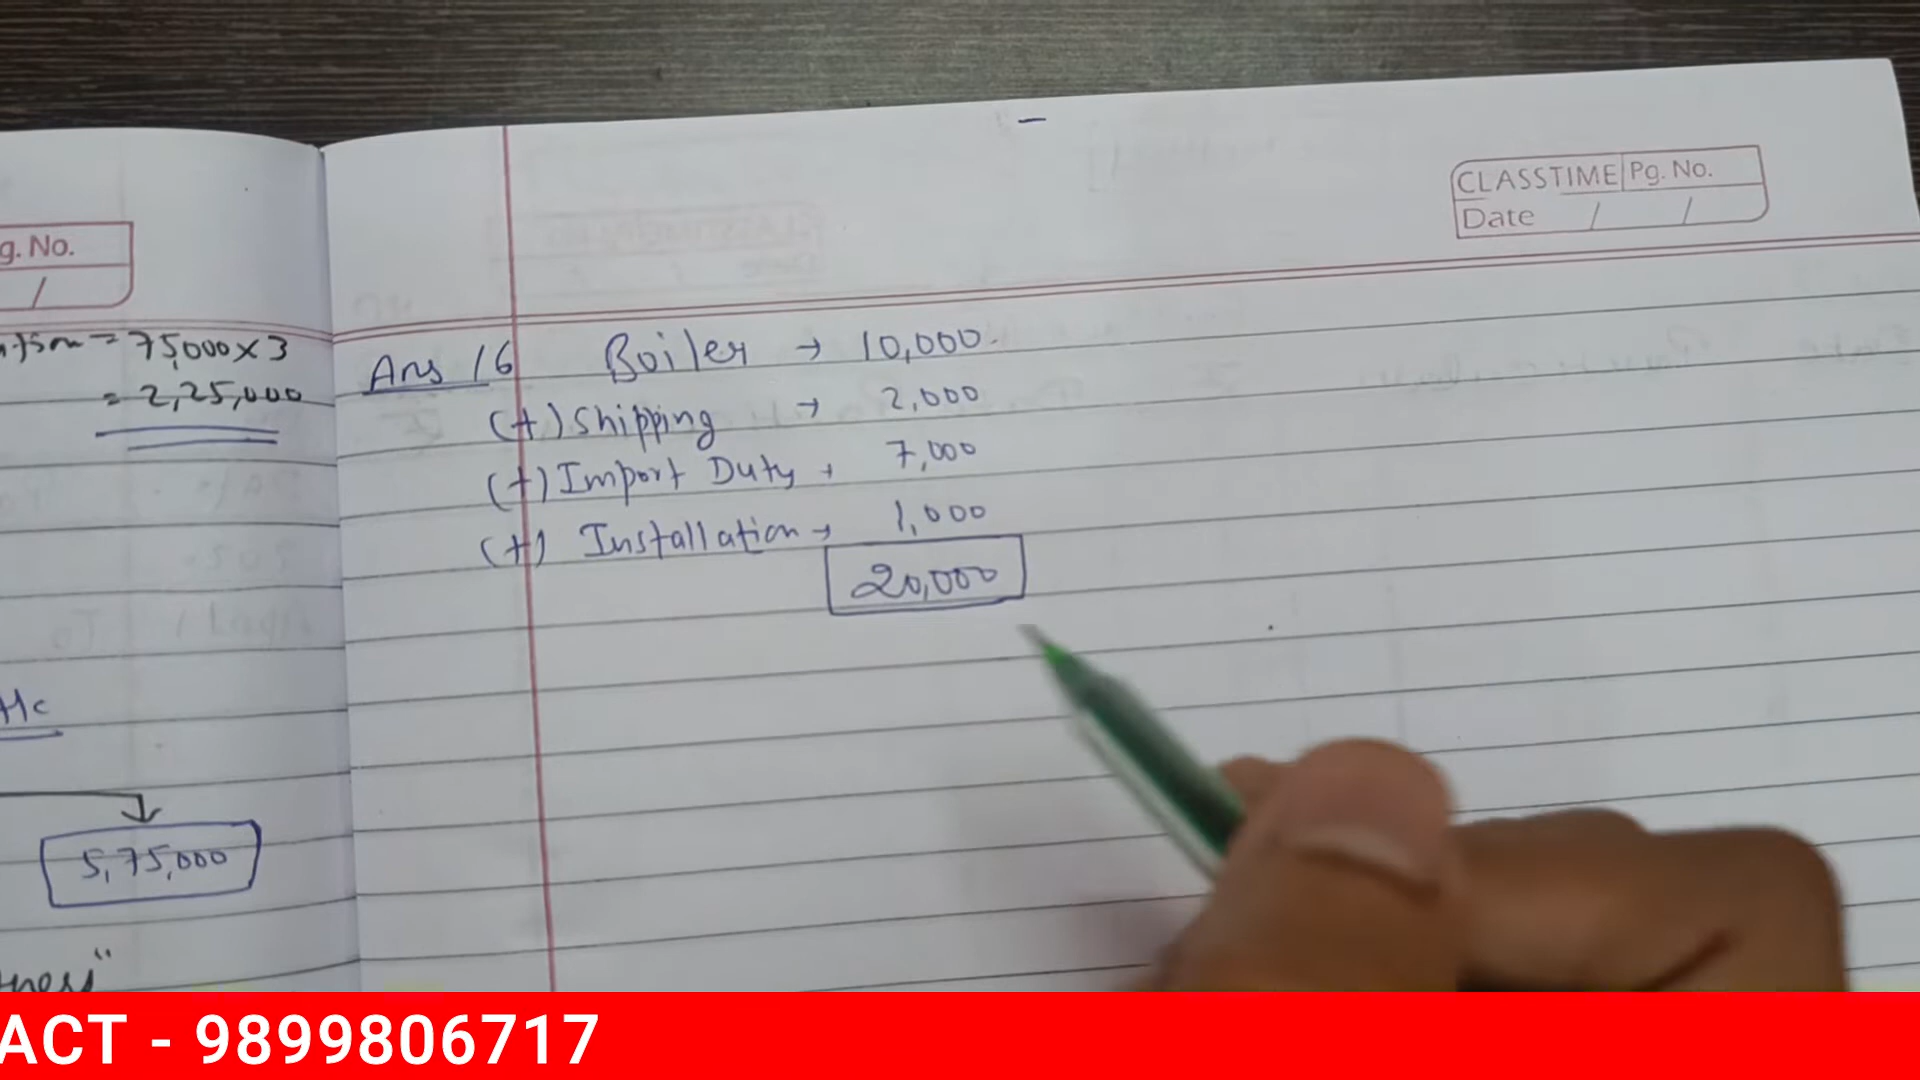 g. No.
/
= 75,000 x 3
= 2,25,000
5,75,000
CLASSTIME Pg. No.
Date / /
Ans 16 Boiler → 10,000.
(+) Shipping → 2,000
(+) Import Duty → 7,000
(+) Installation → 1,000
20,000
ACT - 9899806717